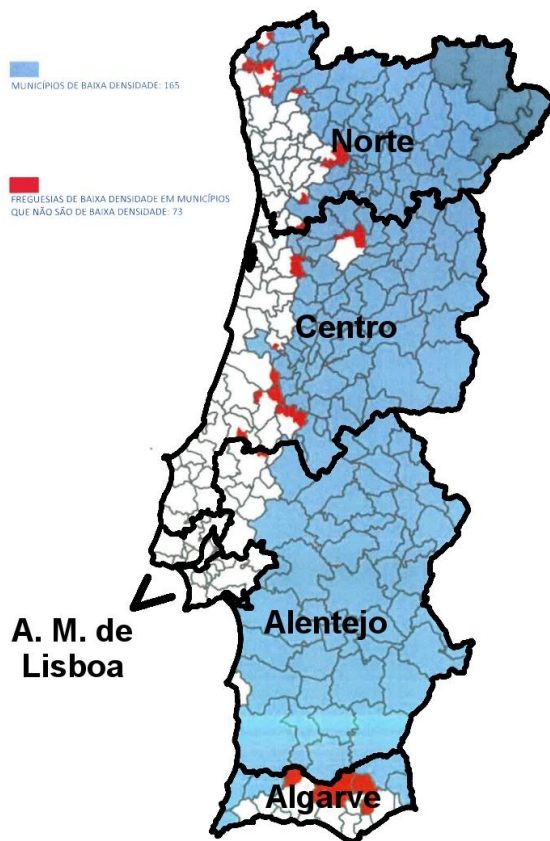 MUNICÍPIOS DE BAIXA DENSIDADE: 165
Norte
FREGUESIAS DE BAIXA DENSIDADE EM MUNICÍPIOS
QUE NÃO SÃO DE BAIXA DENSIDADE: 73
Centro
A. M. de
Lisboa
Alentejo
Algarve